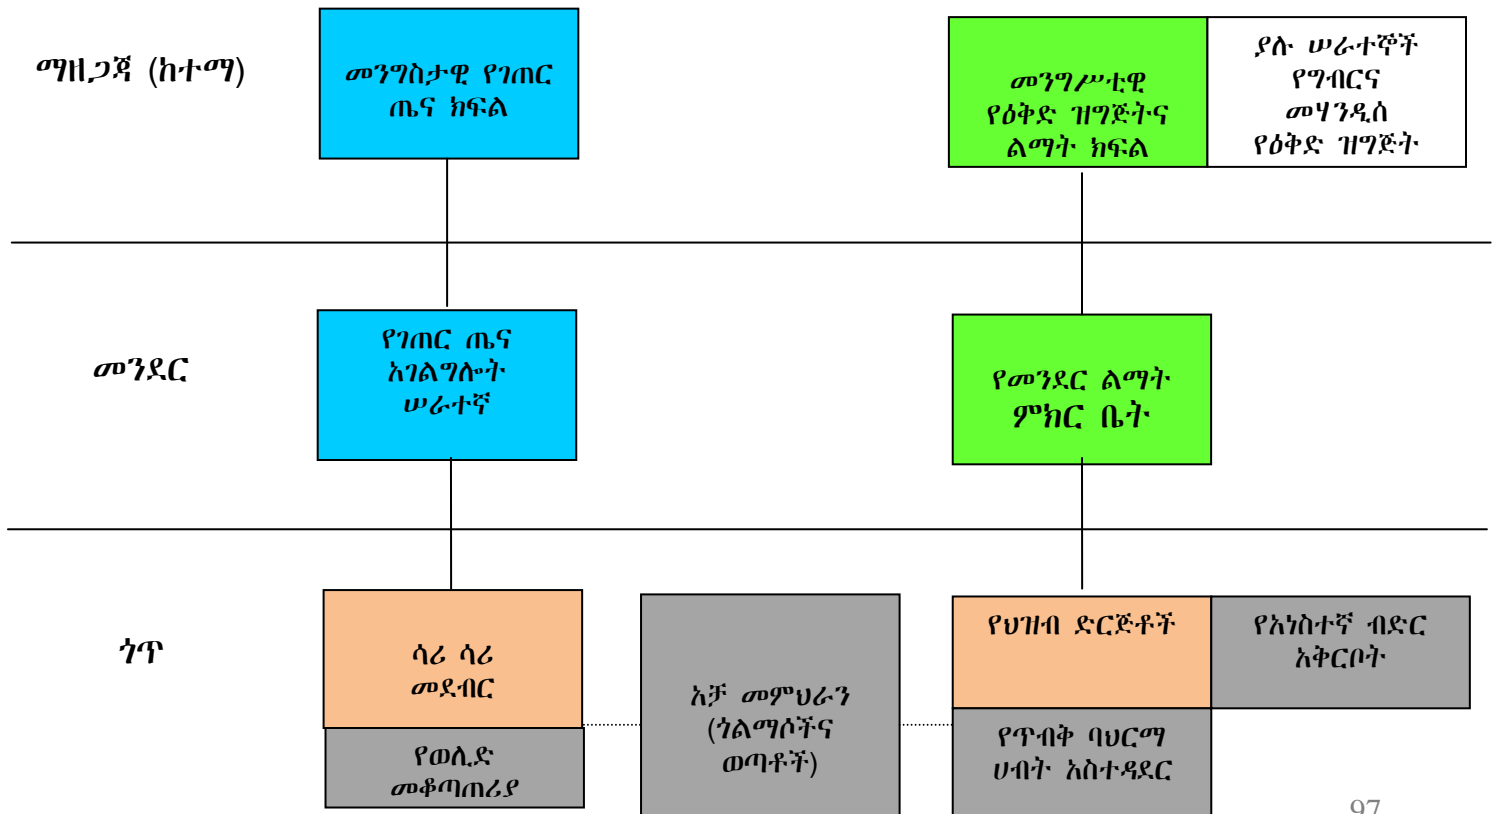 ማዘጋጃ (ከተማ)
መንግስታዊ የገጠር
ጤና ክፍል
መንግሥቲዊ
የዕቅድ ዝግጅትና
ልማት ክፍል
ያሉ ሠራተኞች
የግብርና
መሃንዲሰ
የዕቅድ ዝግጅት
መንደር
የገጠር ጤና
አገልግሎት
ሠራተኛ
የመንደር ልማት
ምክር ቤት
ጎጥ
ሳሪ ሳሪ
መደብር
የወሊድ
መቆጣጠሪያ
አቻ መምህራን
(ጎልማሶችና
ወጣቶች)
የህዝብ ድርጅቶች
የአነስተኛ ብድር
አቅርቦት
የጥብቅ ባህርማ
ሀብት አስተዳደር
97